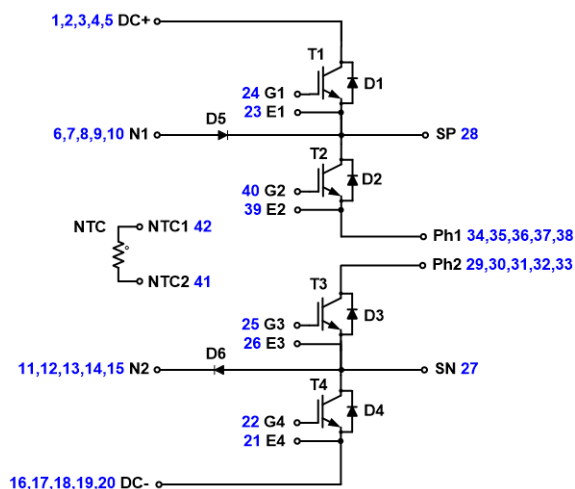 1,2,3,4,5 DC+
T1
D1
24 G1
23 E1
D5
6,7,8,9,10 N1
SP 28
T2
D2
40 G2
39 E2
NTC
NTC1 42
Ph1 34,35,36,37,38
Ph2 29,30,31,32,33
NTC2 41
T3
D3
25 G3
26 E3
D6
11,12,13,14,15 N2
SN 27
T4
D4
22 G4
21 E4
16,17,18,19,20 DC-